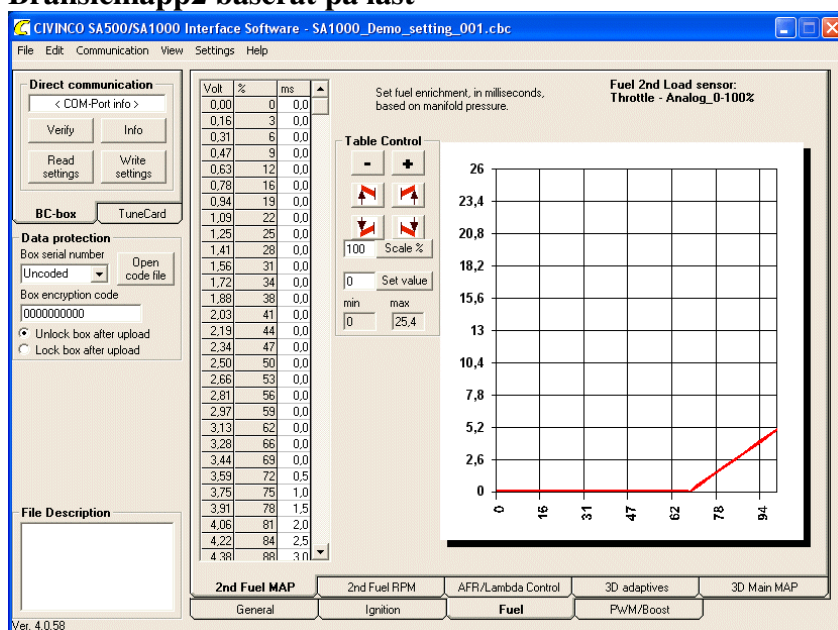 Bränslemapp2 baserat på last
CIVINCO SA500/SA1000 Interface Software - SA1000_Demo_setting_001.cbc
File Edit Communication View Settings Help
Direct communication
< COM-Port info >
Verify Info
Read settings Write settings
BC-box TuneCard
Data protection
Box serial number
Uncoded Open code file
Box encryption code
0000000000
Unlock box after upload
Lock box after upload
File Description
Ver. 4.0.58
Volt % ms
0,00 0 0,0
0,16 3 0,0
0,31 6 0,0
0,47 9 0,0
0,63 12 0,0
0,78 16 0,0
0,94 19 0,0
1,09 22 0,0
1,25 25 0,0
1,41 28 0,0
1,56 31 0,0
1,72 34 0,0
1,88 38 0,0
2,03 41 0,0
2,19 44 0,0
2,34 47 0,0
2,50 50 0,0
2,66 53 0,0
2,81 56 0,0
2,97 59 0,0
3,13 62 0,0
3,28 66 0,0
3,44 69 0,0
3,59 72 0,5
3,75 75 1,0
3,91 78 1,5
4,06 81 2,0
4,22 84 2,5
4,38 88 3,0
Set fuel enrichment, in milliseconds,
based on manifold pressure.
Fuel 2nd Load sensor:
Throttle - Analog_0-100%
Table Control
- +
100 Scale %
0 Set value
min max
0 25,4
26
23,4
20,8
18,2
15,6
13
10,4
7,8
5,2
2,6
0
0 16 31 47 62 78 94
2nd Fuel MAP 2nd Fuel RPM AFR/Lambda Control 3D adaptives 3D Main MAP
General Ignition Fuel PWM/Boost